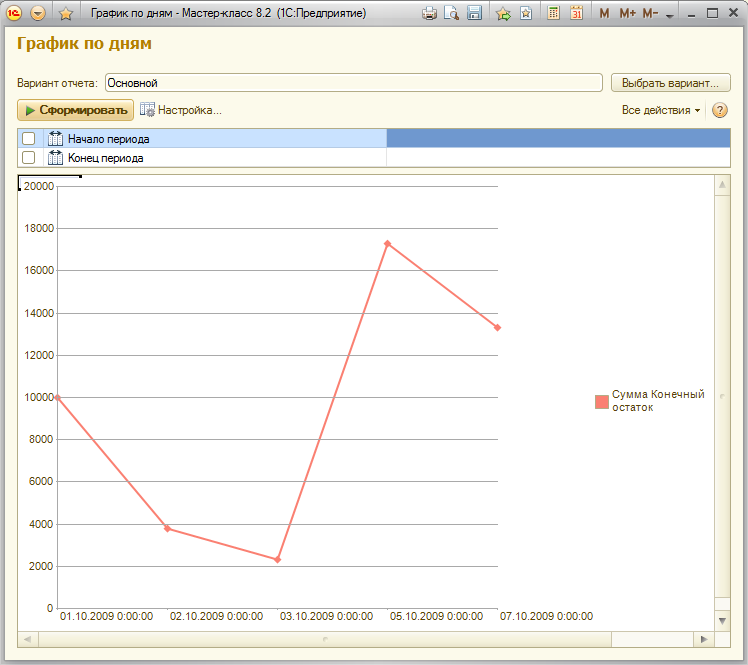 График по дням - Мастер-класс 8.2 (1С:Предприятие)
M M+ M-
График по дням
Вариант отчета: Основной Выбрать вариант...
Сформировать Настройка... Все действия ?
Начало периода
Конец периода
20000
18000
16000
14000
12000
10000
8000
6000
4000
2000
0
01.10.2009 0:00:00 02.10.2009 0:00:00 03.10.2009 0:00:00 05.10.2009 0:00:00 07.10.2009 0:00:00
Сумма Конечный
остаток